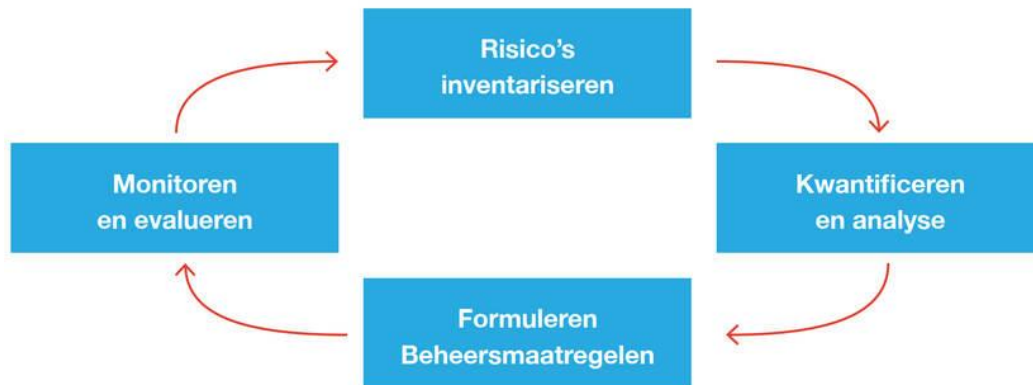 Risico’s
inventariseren
Kwantificeren
en analyse
Formuleren
Beheersmaatregelen
Monitoren
en evalueren